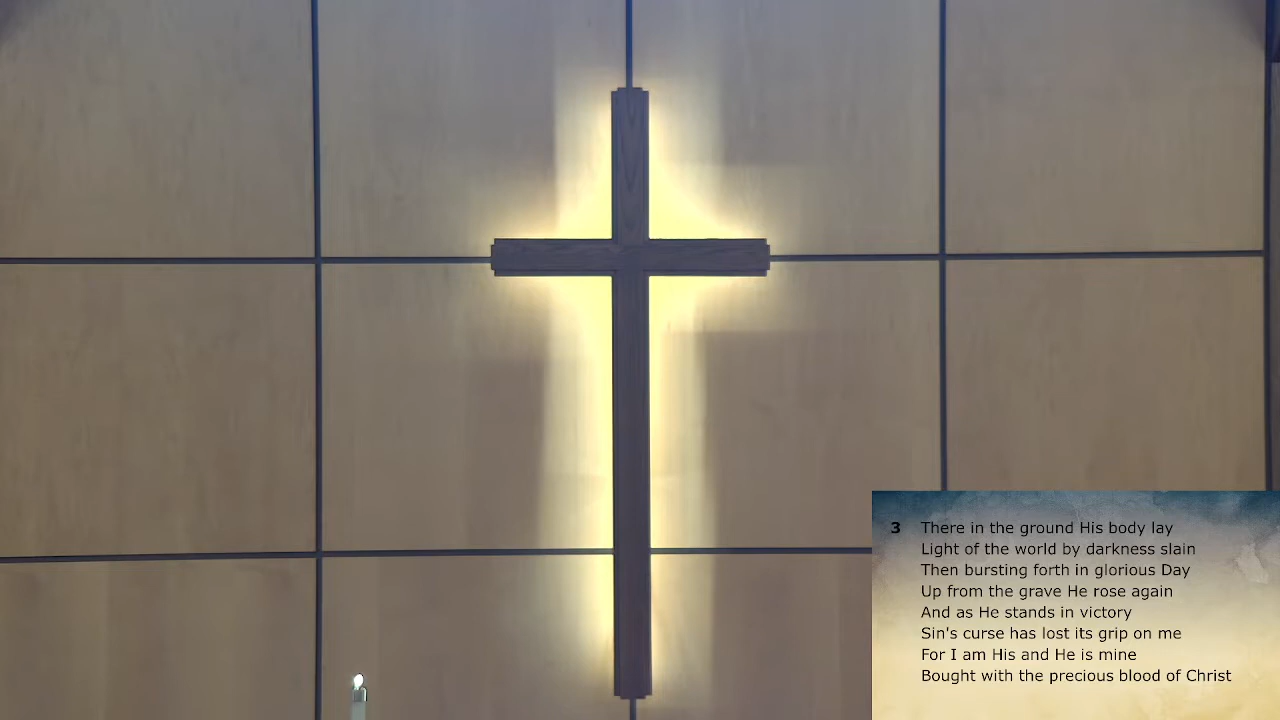 3 There in the ground His body lay
Light of the world by darkness slain
Then bursting forth in glorious Day
Up from the grave He rose again
And as He stands in victory
Sin's curse has lost its grip on me
For I am His and He is mine
Bought with the precious blood of Christ